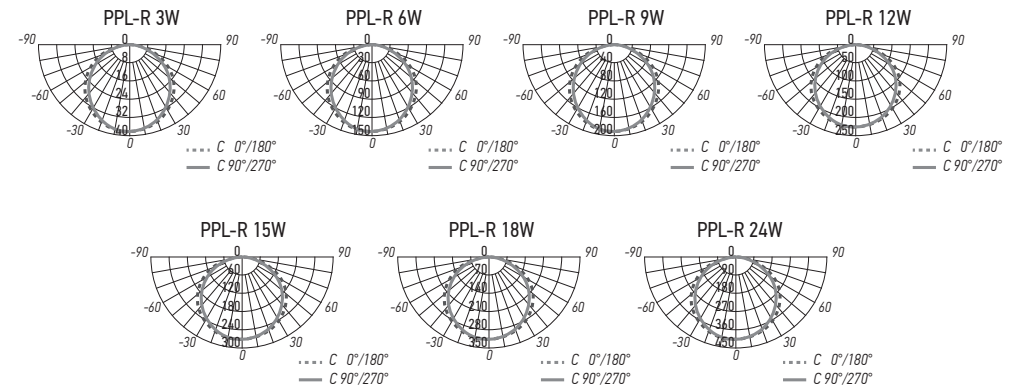 PPL-R 3W
-90 0 90
8
16
-60 24 60
32
-30 40 30
0
C 0°/180°
C 90°/270°
PPL-R 6W
-90 0 90
30
60
-60 90 60
120
-30 150 30
0
C 0°/180°
C 90°/270°
PPL-R 9W
-90 0 90
40
80
-60 120 60
160
-30 200 30
0
C 0°/180°
C 90°/270°
PPL-R 12W
-90 0 90
50
100
-60 150 60
200
-30 250 30
0
C 0°/180°
C 90°/270°
PPL-R 15W
-90 0 90
60
120
-60 180 60
240
-30 300 30
0
C 0°/180°
C 90°/270°
PPL-R 18W
-90 0 90
70
140
-60 210 60
280
-30 350 30
0
C 0°/180°
C 90°/270°
PPL-R 24W
-90 0 90
90
180
-60 270 60
360
-30 450 30
0
C 0°/180°
C 90°/270°